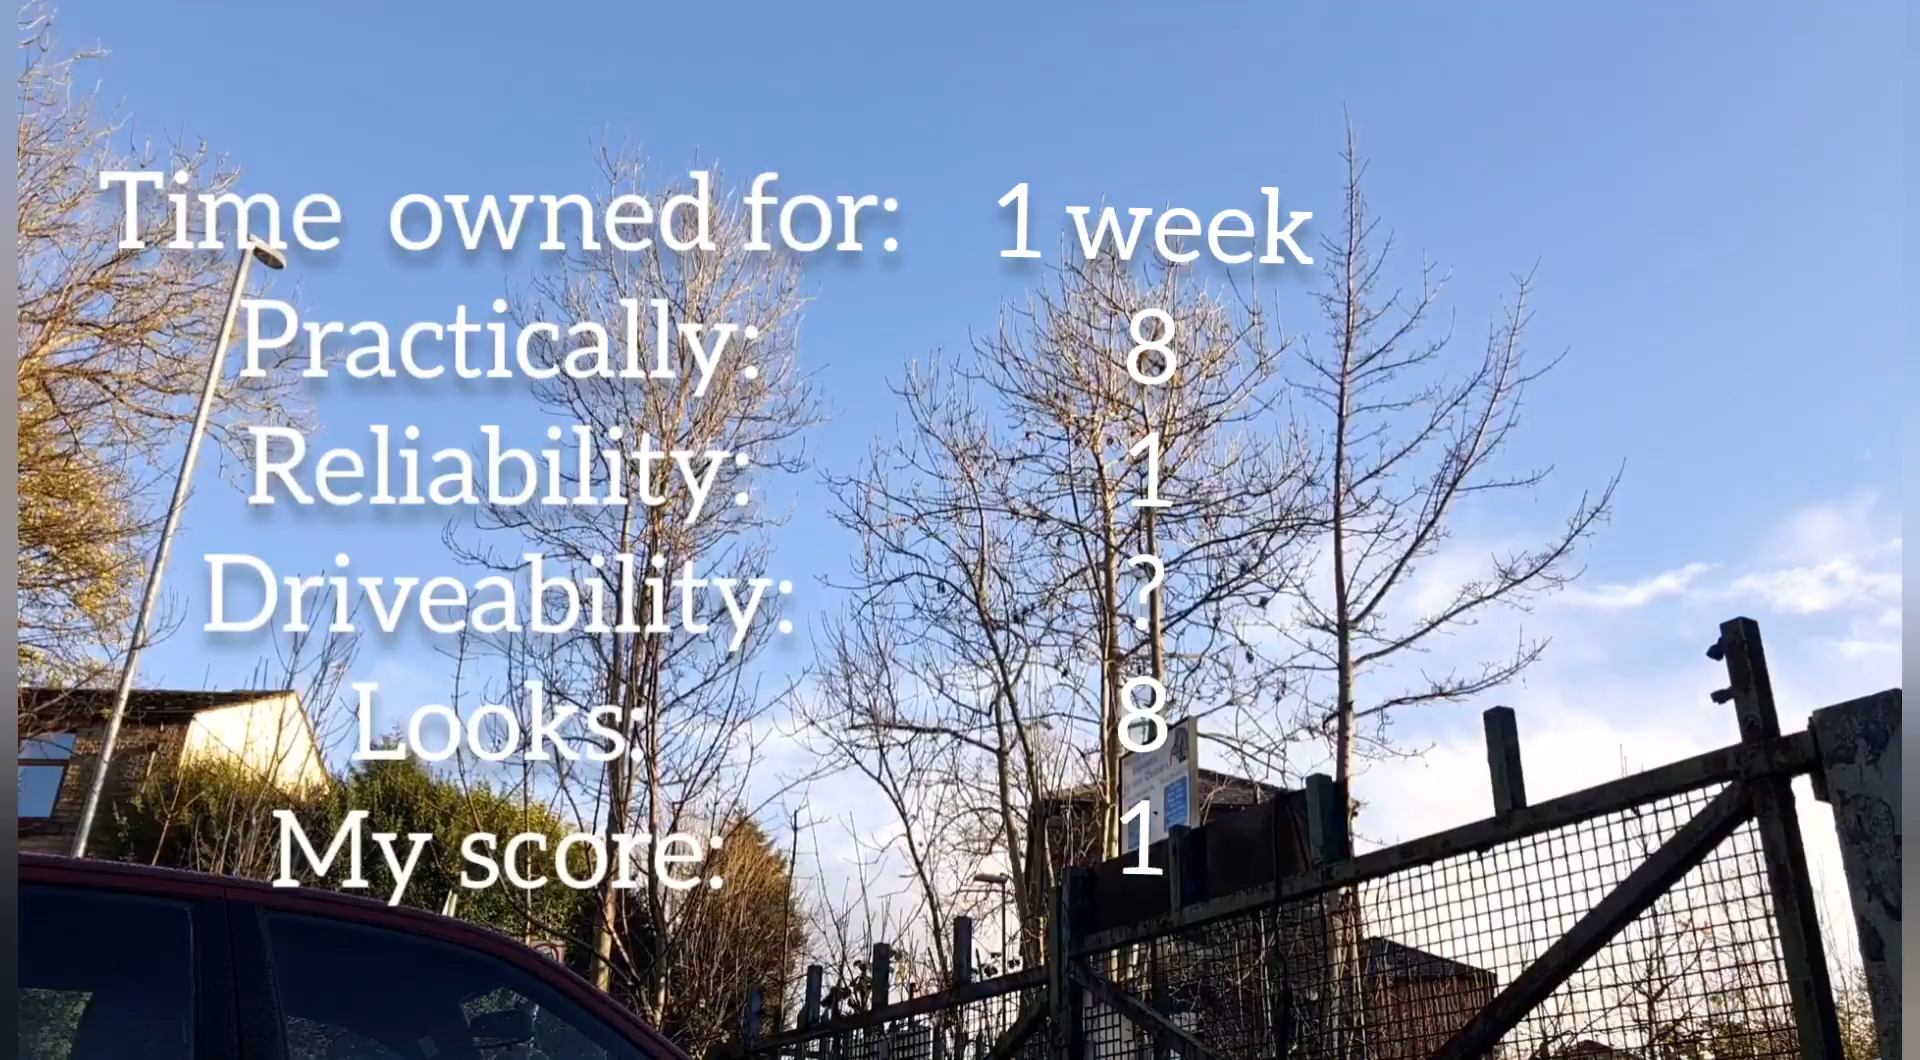 Time owned for: 1 week
Practically: 8
Reliability: 1
Driveability: ?
Looks: 8
My score: 1